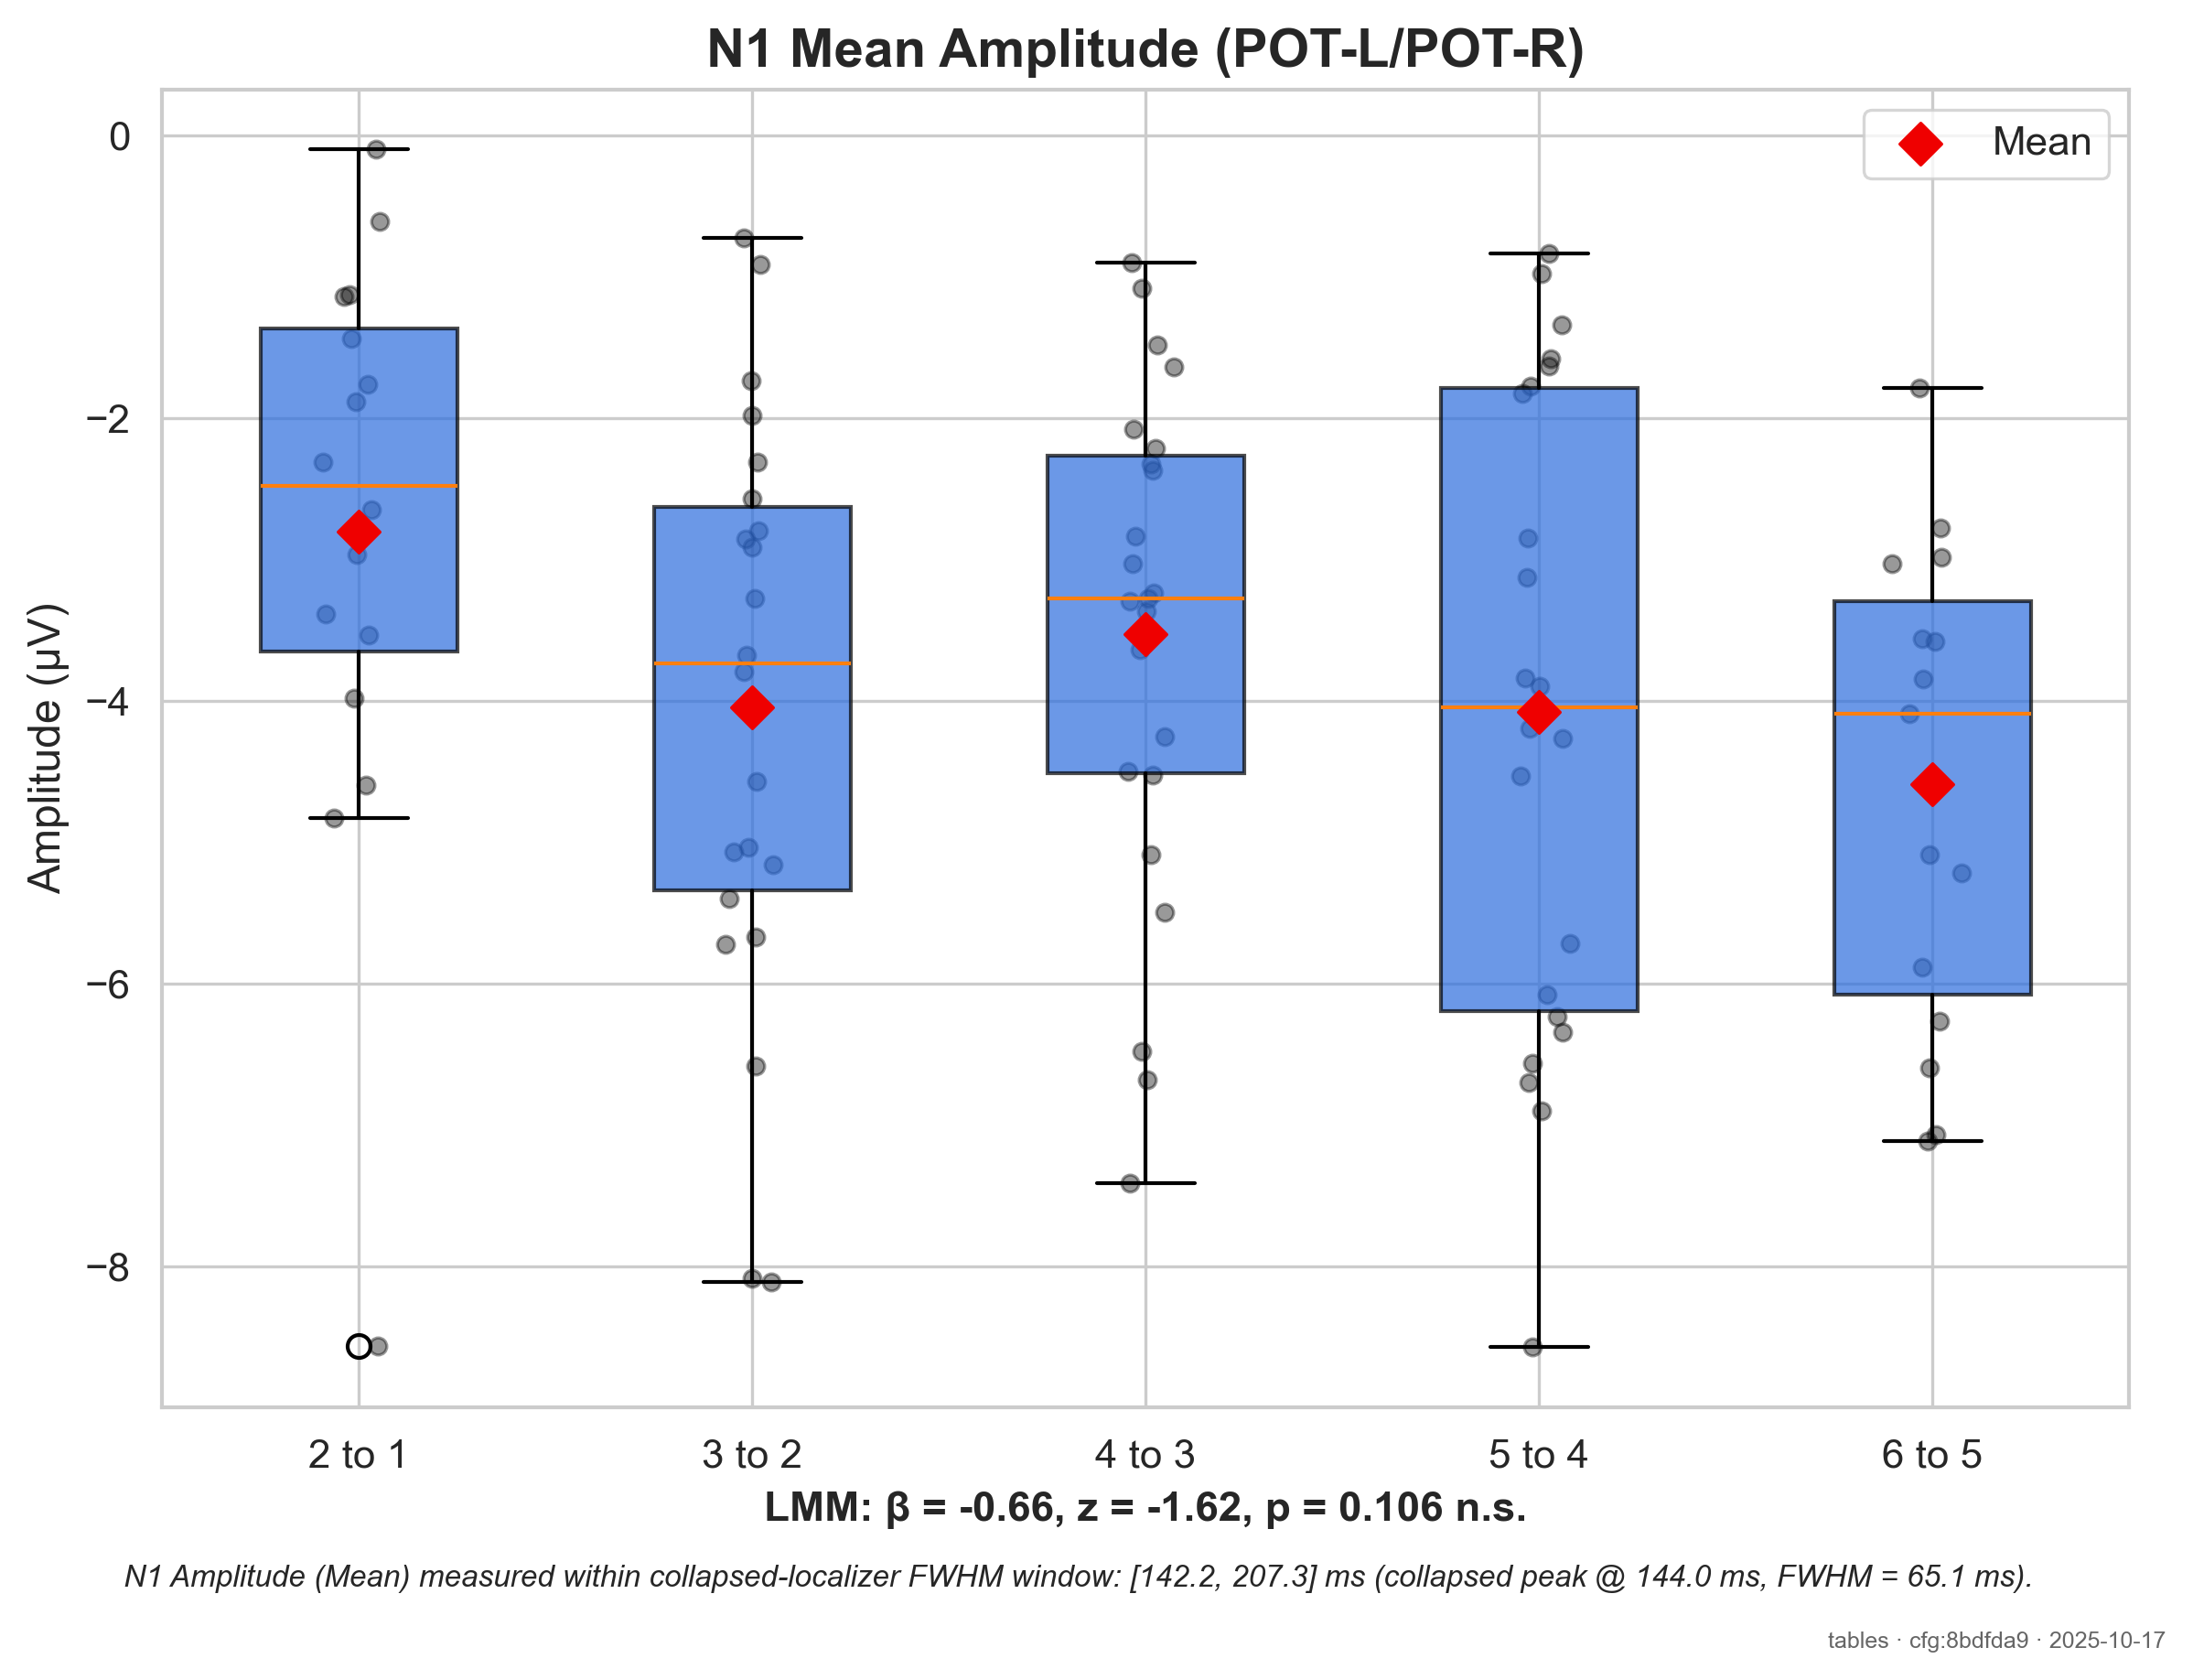 N1 Mean Amplitude (POT-L/POT-R)
Mean
Amplitude (µV)
0
−2
−4
−6
−8
2 to 1
3 to 2
4 to 3
5 to 4
6 to 5
LMM: β = -0.66, z = -1.62, p = 0.106 n.s.
N1 Amplitude (Mean) measured within collapsed-localizer FWHM window: [142.2, 207.3] ms (collapsed peak @ 144.0 ms, FWHM = 65.1 ms).
tables · cfg:8bdfda9 · 2025-10-17